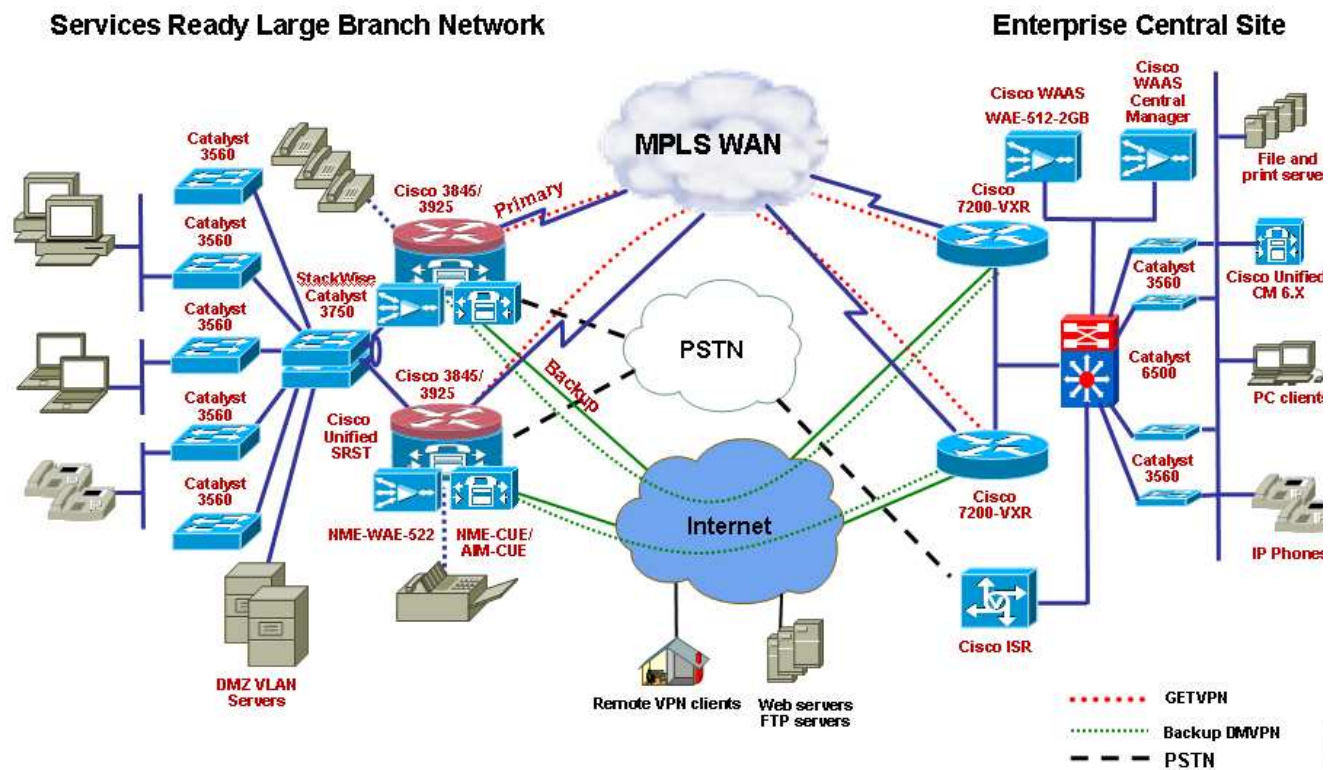 Services Ready Large Branch Network
Enterprise Central Site
Catalyst
3560
Catalyst
3560
Catalyst
3560
Catalyst
3560
Catalyst
3560
StackWise
Catalyst
3750
Cisco 3845/
3925
Primary
Backup
Cisco 3845/
3925
Cisco
Unified
SRST
NME-WAE-522
NME-CUE/
AIM-CUE
DMZ VLAN
Servers
MPLS WAN
PSTN
Internet
Remote VPN clients
Web servers
FTP servers
Cisco WAAS
WAE-512-2GB
Cisco
WAAS
Central
Manager
Cisco
7200-VXR
Cisco
7200-VXR
Cisco ISR
Catalyst
3560
Catalyst
6500
Catalyst
3560
File and
print server
Cisco Unified
CM 6.X
PC clients
IP Phones
GETVPN
Backup DMVPN
PSTN